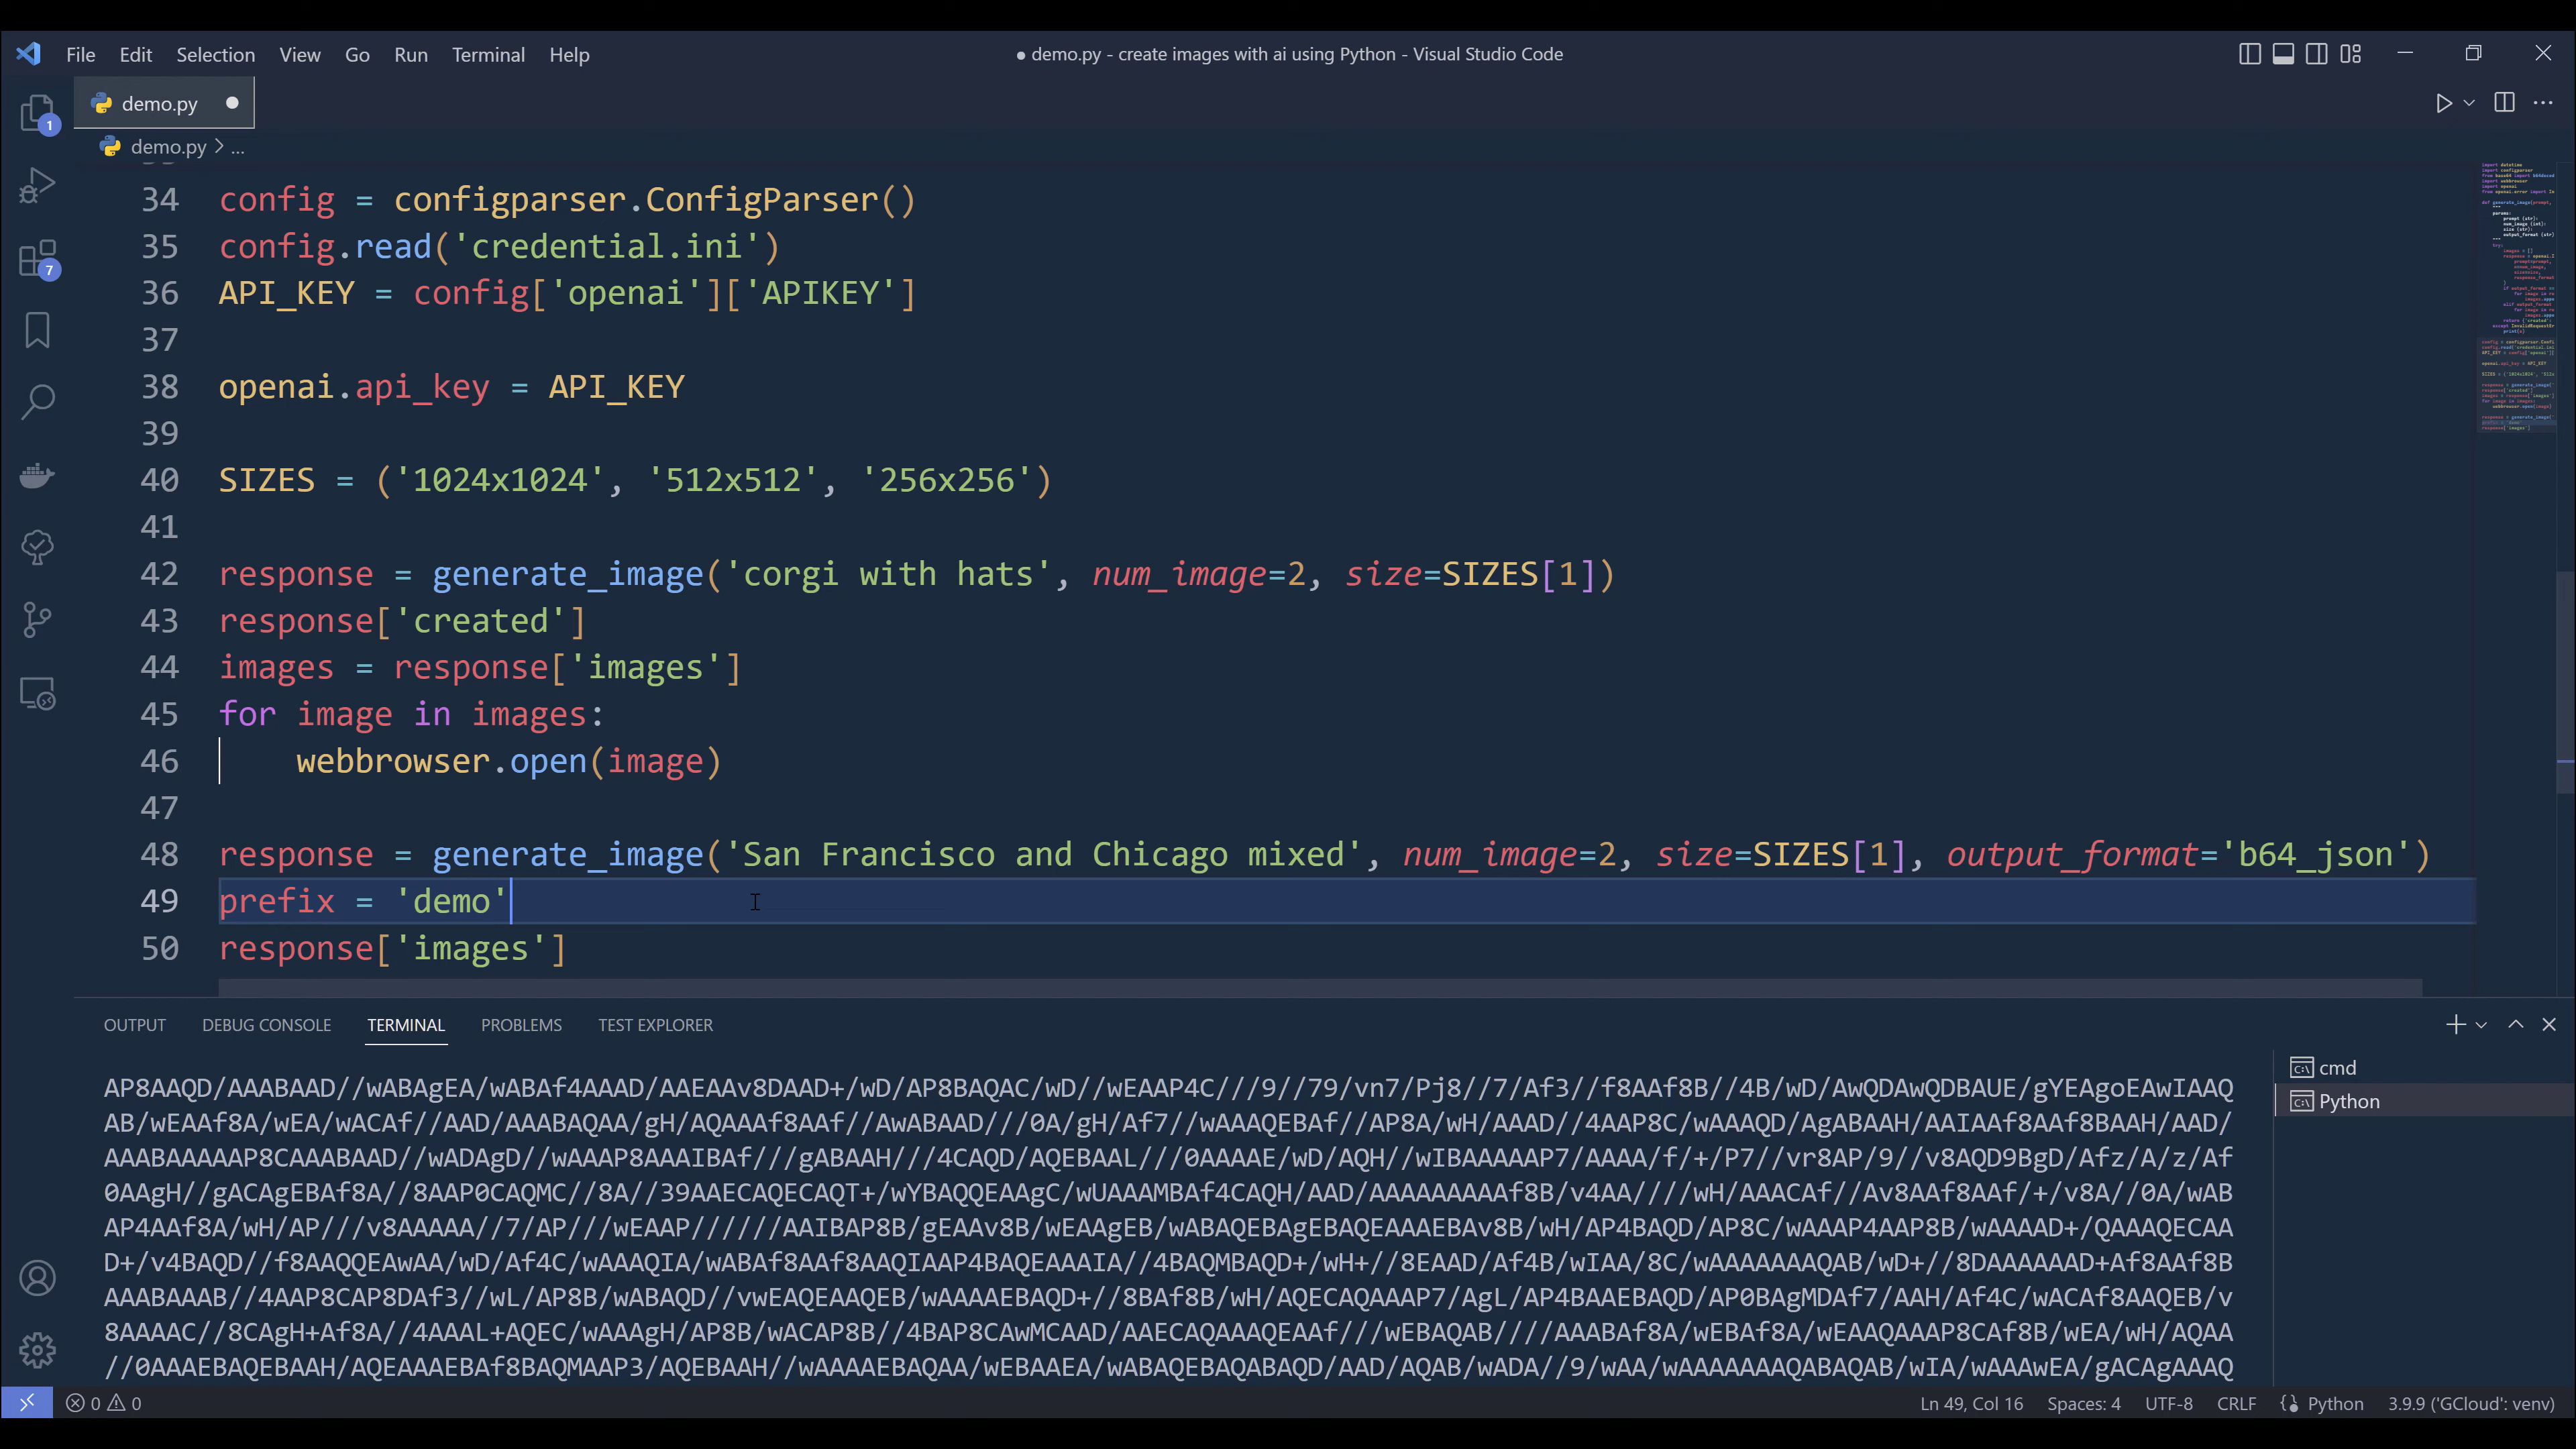 File Edit Selection View Go Run Terminal Help
● demo.py - create images with ai using Python - Visual Studio Code
demo.py
demo.py > ...
34 config = configparser.ConfigParser()
35 config.read('credential.ini')
36 API_KEY = config['openai']['APIKEY']
37
38 openai.api_key = API_KEY
39
40 SIZES = ('1024x1024', '512x512', '256x256')
41
42 response = generate_image('corgi with hats', num_image=2, size=SIZES[1])
43 response['created']
44 images = response['images']
45 for image in images:
46 webbrowser.open(image)
47
48 response = generate_image('San Francisco and Chicago mixed', num_image=2, size=SIZES[1], output_format='b64_json')
49 prefix = 'demo'
50 response['images']
1
7
OUTPUT DEBUG CONSOLE TERMINAL PROBLEMS TEST EXPLORER
AP8AAQD/AAABAAD//wABAgEA/wABAf4AAAD/AAEAAv8DAAD+/wD/AP8BAQAC/wD//wEAAP4C///9//79/vn7/Pj8//7/Af3//f8AAf8B//4B/wD/AwQDAwQDBAUE/gYEAgoEAwIAAQ
AB/wEAAf8A/wEA/wACAf//AAD/AAABAQAA/gH/AQAAAf8AAf//AwABAAD///0A/gH/Af7//wAAAQEBAf//AP8A/wH/AAAD//4AAP8C/wAAAQD/AgABAAH/AAIAAf8AAf8BAAH/AAD/
AAABAAAAAP8CAAABAAD//wADAgD//wAAAP8AAAIBAf///gABAAH///4CAQD/AQEBAAL///0AAAAE/wD/AQH//wIBAAAAAP7/AAAA/f/+/P7//vr8AP/9//v8AQD9BgD/Afz/A/z/Af
0AAgH//gACAgEBAf8A//8AAP0CAQMC//8A//39AAECAQECAQT+/wYBAQQEAAgC/wUAAAMBAf4CAQH/AAD/AAAAAAAAAf8B/v4AA////wH/AAACAf//Av8AAf8AAf/+/v8A//0A/wAB
AP4AAf8A/wH/AP///v8AAAAA//7/AP///wEAAP//////AAIBAP8B/gEAAv8B/wEAAgEB/wABAQEBAgEBAQEAAAEBAv8B/wH/AP4BAQD/AP8C/wAAAP4AAP8B/wAAAAD+/QAAAQECAA
D+/v4BAQD//f8AAQQEAwAA/wD/Af4C/wAAAQIA/wABAf8AAf8AAQIAAP4BAQEAAAIA//4BAQMBAQD+/wH+//8EAAD/Af4B/wIAA/8C/wAAAAAAAQAB/wD+//8DAAAAAAD+Af8AAf8B
AAABAAAB//4AAP8CAP8DAf3//wL/AP8B/wABAQD//vwEAQEAAQEB/wAAAAEBAQD+//8BAf8B/wH/AQECAQAAAP7/AgL/AP4BAAEBAQD/AP0BAgMDAf7/AAH/Af4C/wACAf8AAQEB/v
8AAAAC//8CAgH+Af8A//4AAAL+AQEC/wAAAgH/AP8B/wACAP8B//4BAP8CAwMCAAD/AAECAQAAAQEAAf///wEBAQAB////AAABAf8A/wEBAf8A/wEAAQAAAP8CAf8B/wEA/wH/AQAA
//0AAAEBAQEBAAH/AQEAAAEBAf8BAQMAAP3/AQEBAAH//wAAAAEBAQAA/wEBAAEA/wABAQEBAQABAQD/AAD/AQAB/wADA//9/wAA/wAAAAAAAQABAQAB/wIA/wAAAwEA/gACAgAAAQ
cmd
Python
0 0
Ln 49, Col 16 Spaces: 4 UTF-8 CRLF Python 3.9.9 ('GCloud': venv)